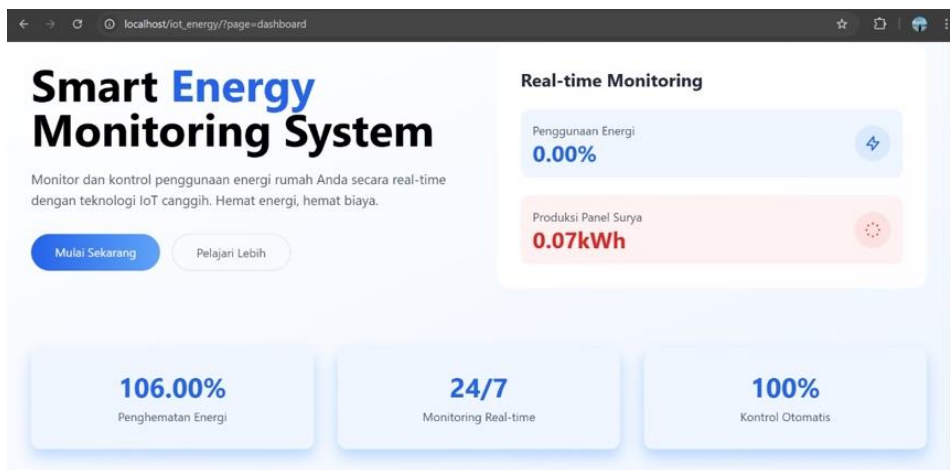 localhost/iot_energy/?page=dashboard
Smart Energy
Monitoring System
Monitor dan kontrol penggunaan energi rumah Anda secara real-time
dengan teknologi IoT canggih. Hemat energi, hemat biaya.
Mulai Sekarang
Pelajari Lebih
Real-time Monitoring
Penggunaan Energi
0.00%
Produksi Panel Surya
0.07kWh
106.00%
Penghematan Energi
24/7
Monitoring Real-time
100%
Kontrol Otomatis